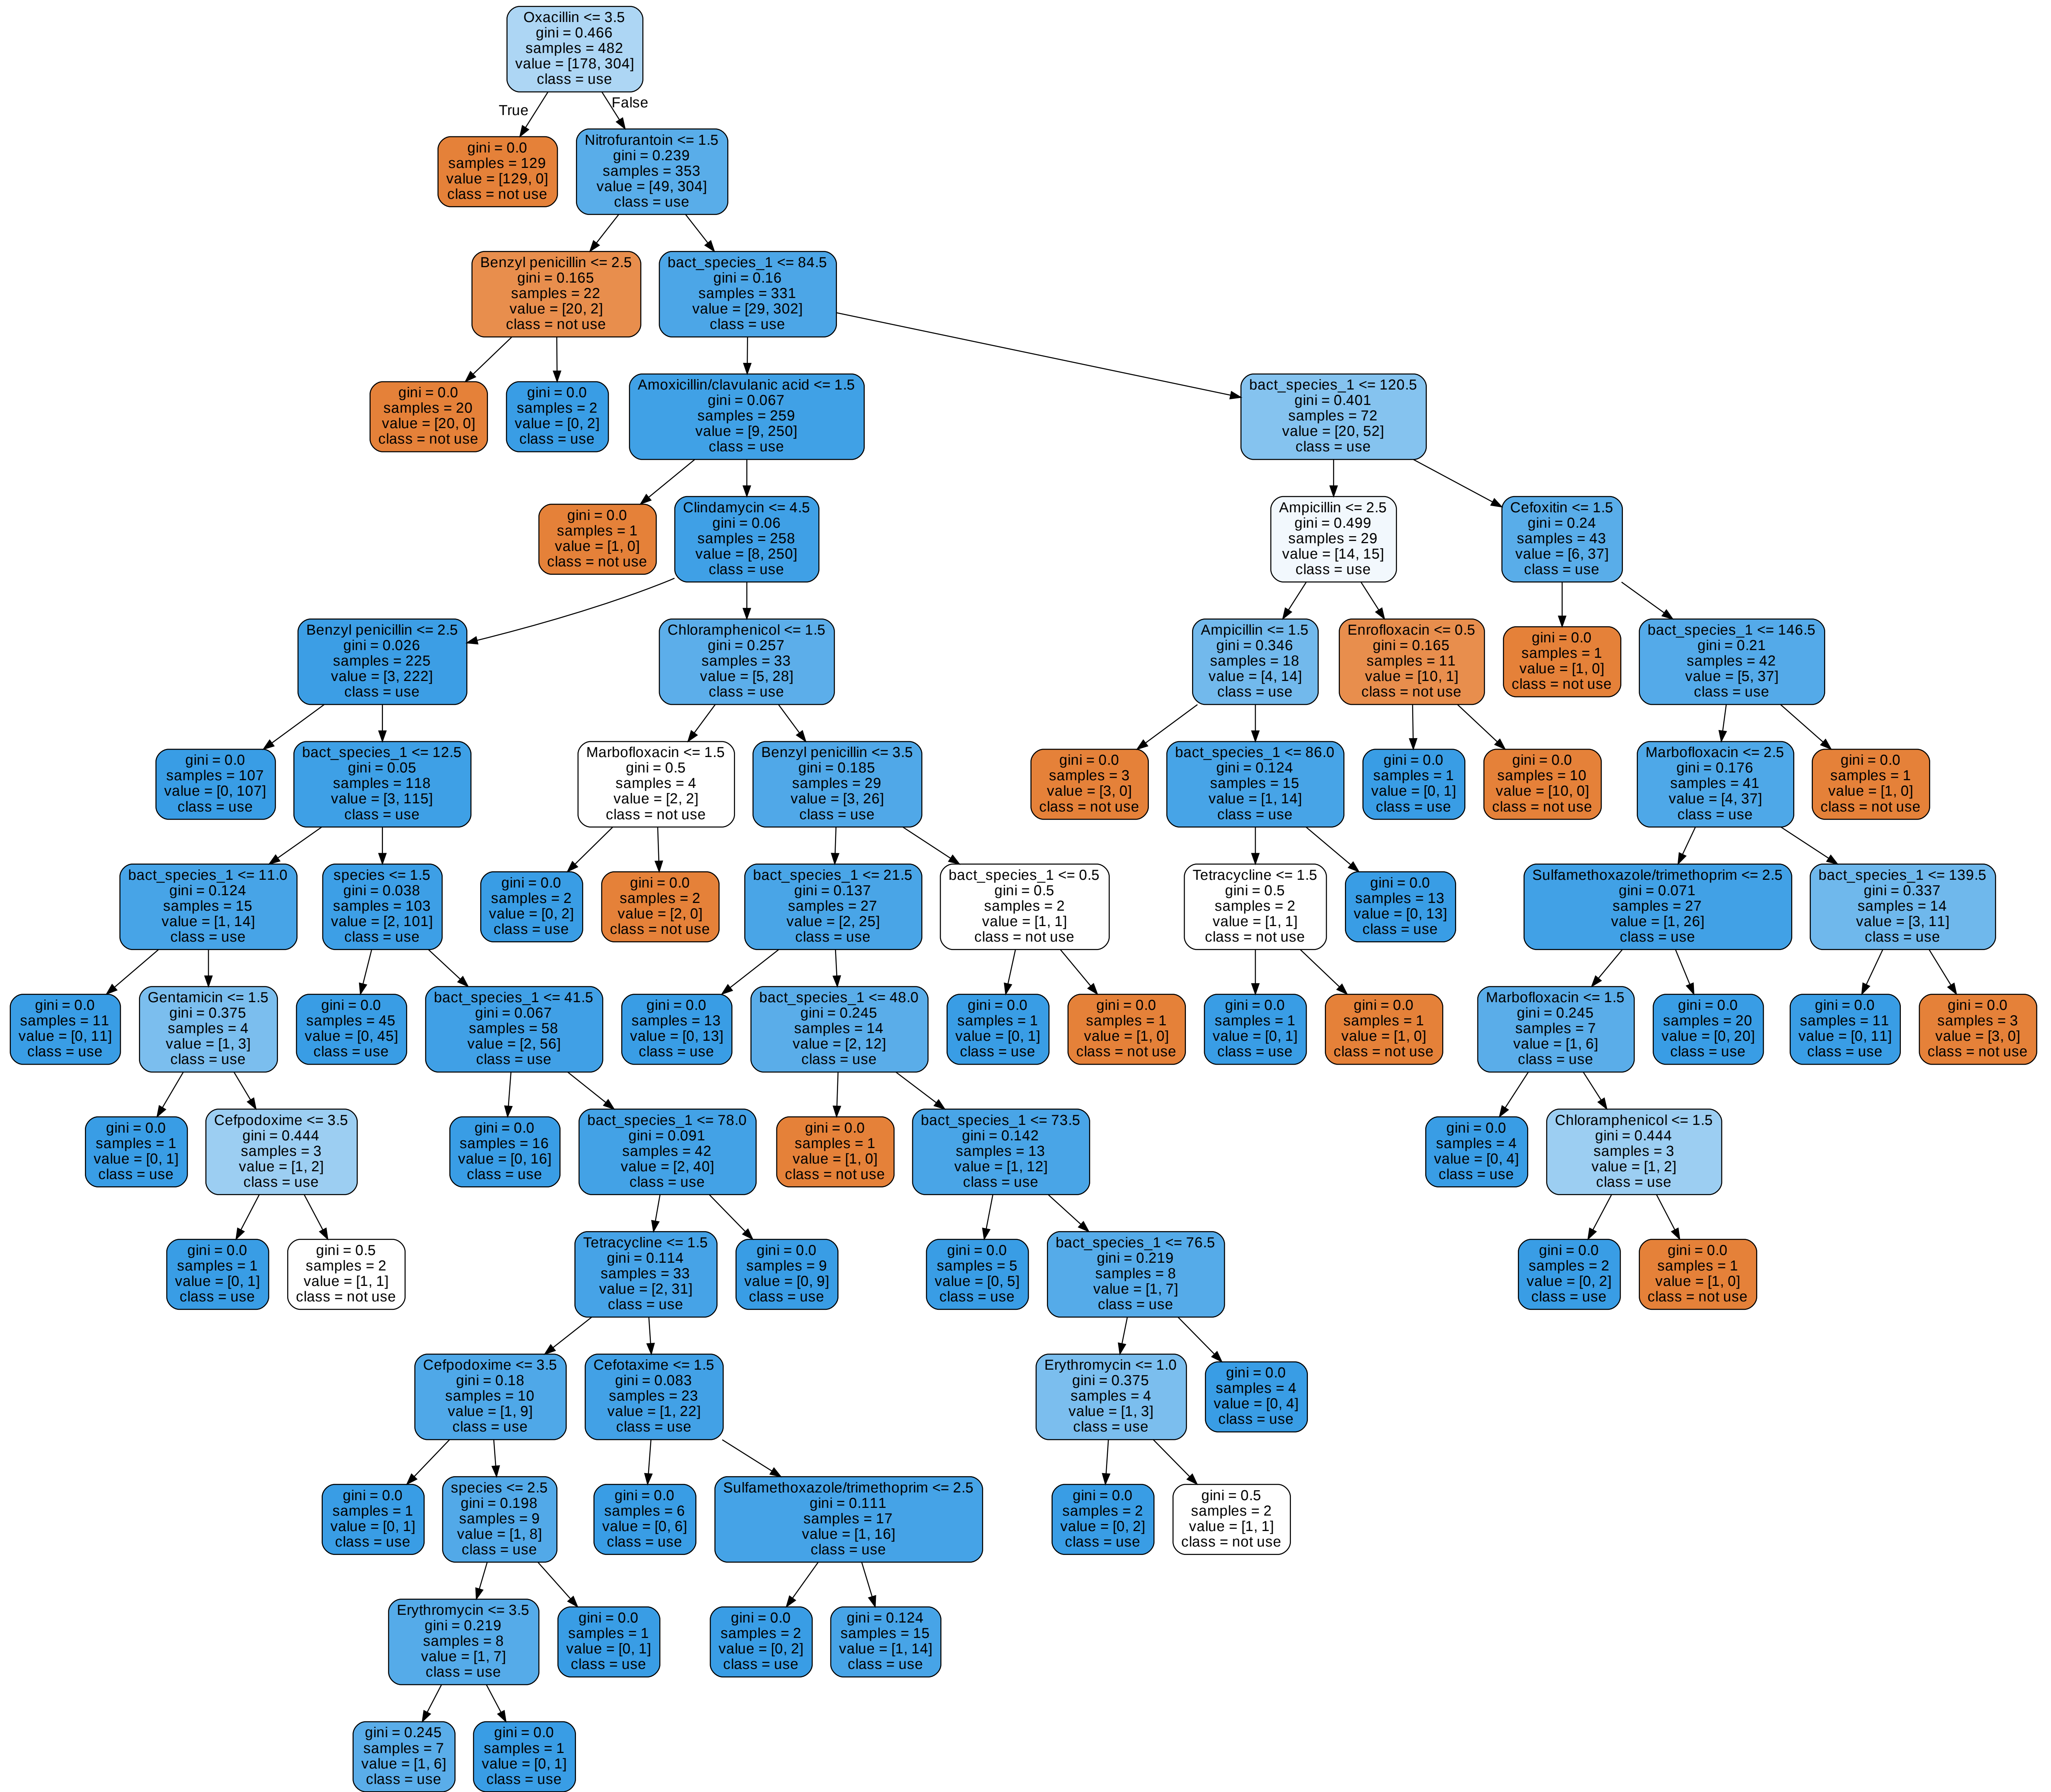 Oxacillin <= 3.5
gini = 0.466
samples = 482
value = [178, 304]
class = use
True
False
gini = 0.0
samples = 129
value = [129, 0]
class = not use
Nitrofurantoin <= 1.5
gini = 0.239
samples = 353
value = [49, 304]
class = use
Benzyl penicillin <= 2.5
gini = 0.165
samples = 22
value = [20, 2]
class = not use
bact_species_1 <= 84.5
gini = 0.16
samples = 331
value = [29, 302]
class = use
gini = 0.0
samples = 20
value = [20, 0]
class = not use
gini = 0.0
samples = 2
value = [0, 2]
class = use
Amoxicillin/clavulanic acid <= 1.5
gini = 0.067
samples = 259
value = [9, 250]
class = use
bact_species_1 <= 120.5
gini = 0.401
samples = 72
value = [20, 52]
class = use
gini = 0.0
samples = 1
value = [1, 0]
class = not use
Clindamycin <= 4.5
gini = 0.06
samples = 258
value = [8, 250]
class = use
Ampicillin <= 2.5
gini = 0.499
samples = 29
value = [14, 15]
class = use
Cefoxitin <= 1.5
gini = 0.24
samples = 43
value = [6, 37]
class = use
Benzyl penicillin <= 2.5
gini = 0.026
samples = 225
value = [3, 222]
class = use
Chloramphenicol <= 1.5
gini = 0.257
samples = 33
value = [5, 28]
class = use
Ampicillin <= 1.5
gini = 0.346
samples = 18
value = [4, 14]
class = use
Enrofloxacin <= 0.5
gini = 0.165
samples = 11
value = [10, 1]
class = not use
gini = 0.0
samples = 1
value = [1, 0]
class = not use
bact_species_1 <= 146.5
gini = 0.21
samples = 42
value = [5, 37]
class = use
gini = 0.0
samples = 107
value = [0, 107]
class = use
bact_species_1 <= 12.5
gini = 0.05
samples = 118
value = [3, 115]
class = use
Marbofloxacin <= 1.5
gini = 0.5
samples = 4
value = [2, 2]
class = not use
Benzyl penicillin <= 3.5
gini = 0.185
samples = 29
value = [3, 26]
class = use
gini = 0.0
samples = 3
value = [3, 0]
class = not use
bact_species_1 <= 86.0
gini = 0.124
samples = 15
value = [1, 14]
class = use
gini = 0.0
samples = 1
value = [0, 1]
class = use
gini = 0.0
samples = 10
value = [10, 0]
class = not use
Marbofloxacin <= 2.5
gini = 0.176
samples = 41
value = [4, 37]
class = use
gini = 0.0
samples = 1
value = [1, 0]
class = not use
bact_species_1 <= 11.0
gini = 0.124
samples = 15
value = [1, 14]
class = use
species <= 1.5
gini = 0.038
samples = 103
value = [2, 101]
class = use
gini = 0.0
samples = 2
value = [0, 2]
class = use
gini = 0.0
samples = 2
value = [2, 0]
class = not use
bact_species_1 <= 21.5
gini = 0.137
samples = 27
value = [2, 25]
class = use
bact_species_1 <= 0.5
gini = 0.5
samples = 2
value = [1, 1]
class = not use
Tetracycline <= 1.5
gini = 0.5
samples = 2
value = [1, 1]
class = not use
gini = 0.0
samples = 13
value = [0, 13]
class = use
Sulfamethoxazole/trimethoprim <= 2.5
gini = 0.071
samples = 27
value = [1, 26]
class = use
bact_species_1 <= 139.5
gini = 0.337
samples = 14
value = [3, 11]
class = use
gini = 0.0
samples = 11
value = [0, 11]
class = use
Gentamicin <= 1.5
gini = 0.375
samples = 4
value = [1, 3]
class = use
gini = 0.0
samples = 45
value = [0, 45]
class = use
bact_species_1 <= 41.5
gini = 0.067
samples = 58
value = [2, 56]
class = use
gini = 0.0
samples = 13
value = [0, 13]
class = use
bact_species_1 <= 48.0
gini = 0.245
samples = 14
value = [2, 12]
class = use
gini = 0.0
samples = 1
value = [0, 1]
class = use
gini = 0.0
samples = 1
value = [1, 0]
class = not use
gini = 0.0
samples = 1
value = [0, 1]
class = use
gini = 0.0
samples = 1
value = [1, 0]
class = not use
Marbofloxacin <= 1.5
gini = 0.245
samples = 7
value = [1, 6]
class = use
gini = 0.0
samples = 20
value = [0, 20]
class = use
gini = 0.0
samples = 11
value = [0, 11]
class = use
gini = 0.0
samples = 3
value = [3, 0]
class = not use
gini = 0.0
samples = 1
value = [0, 1]
class = use
Cefpodoxime <= 3.5
gini = 0.444
samples = 3
value = [1, 2]
class = use
gini = 0.0
samples = 16
value = [0, 16]
class = use
bact_species_1 <= 78.0
gini = 0.091
samples = 42
value = [2, 40]
class = use
gini = 0.0
samples = 1
value = [1, 0]
class = not use
bact_species_1 <= 73.5
gini = 0.142
samples = 13
value = [1, 12]
class = use
gini = 0.0
samples = 4
value = [0, 4]
class = use
Chloramphenicol <= 1.5
gini = 0.444
samples = 3
value = [1, 2]
class = use
gini = 0.0
samples = 1
value = [0, 1]
class = use
gini = 0.5
samples = 2
value = [1, 1]
class = not use
Tetracycline <= 1.5
gini = 0.114
samples = 33
value = [2, 31]
class = use
gini = 0.0
samples = 9
value = [0, 9]
class = use
gini = 0.0
samples = 5
value = [0, 5]
class = use
bact_species_1 <= 76.5
gini = 0.219
samples = 8
value = [1, 7]
class = use
gini = 0.0
samples = 2
value = [0, 2]
class = use
gini = 0.0
samples = 1
value = [1, 0]
class = not use
Cefpodoxime <= 3.5
gini = 0.18
samples = 10
value = [1, 9]
class = use
Cefotaxime <= 1.5
gini = 0.083
samples = 23
value = [1, 22]
class = use
Erythromycin <= 1.0
gini = 0.375
samples = 4
value = [1, 3]
class = use
gini = 0.0
samples = 4
value = [0, 4]
class = use
gini = 0.0
samples = 1
value = [0, 1]
class = use
species <= 2.5
gini = 0.198
samples = 9
value = [1, 8]
class = use
gini = 0.0
samples = 6
value = [0, 6]
class = use
Sulfamethoxazole/trimethoprim <= 2.5
gini = 0.111
samples = 17
value = [1, 16]
class = use
gini = 0.0
samples = 2
value = [0, 2]
class = use
gini = 0.5
samples = 2
value = [1, 1]
class = not use
Erythromycin <= 3.5
gini = 0.219
samples = 8
value = [1, 7]
class = use
gini = 0.0
samples = 1
value = [0, 1]
class = use
gini = 0.0
samples = 2
value = [0, 2]
class = use
gini = 0.124
samples = 15
value = [1, 14]
class = use
gini = 0.245
samples = 7
value = [1, 6]
class = use
gini = 0.0
samples = 1
value = [0, 1]
class = use